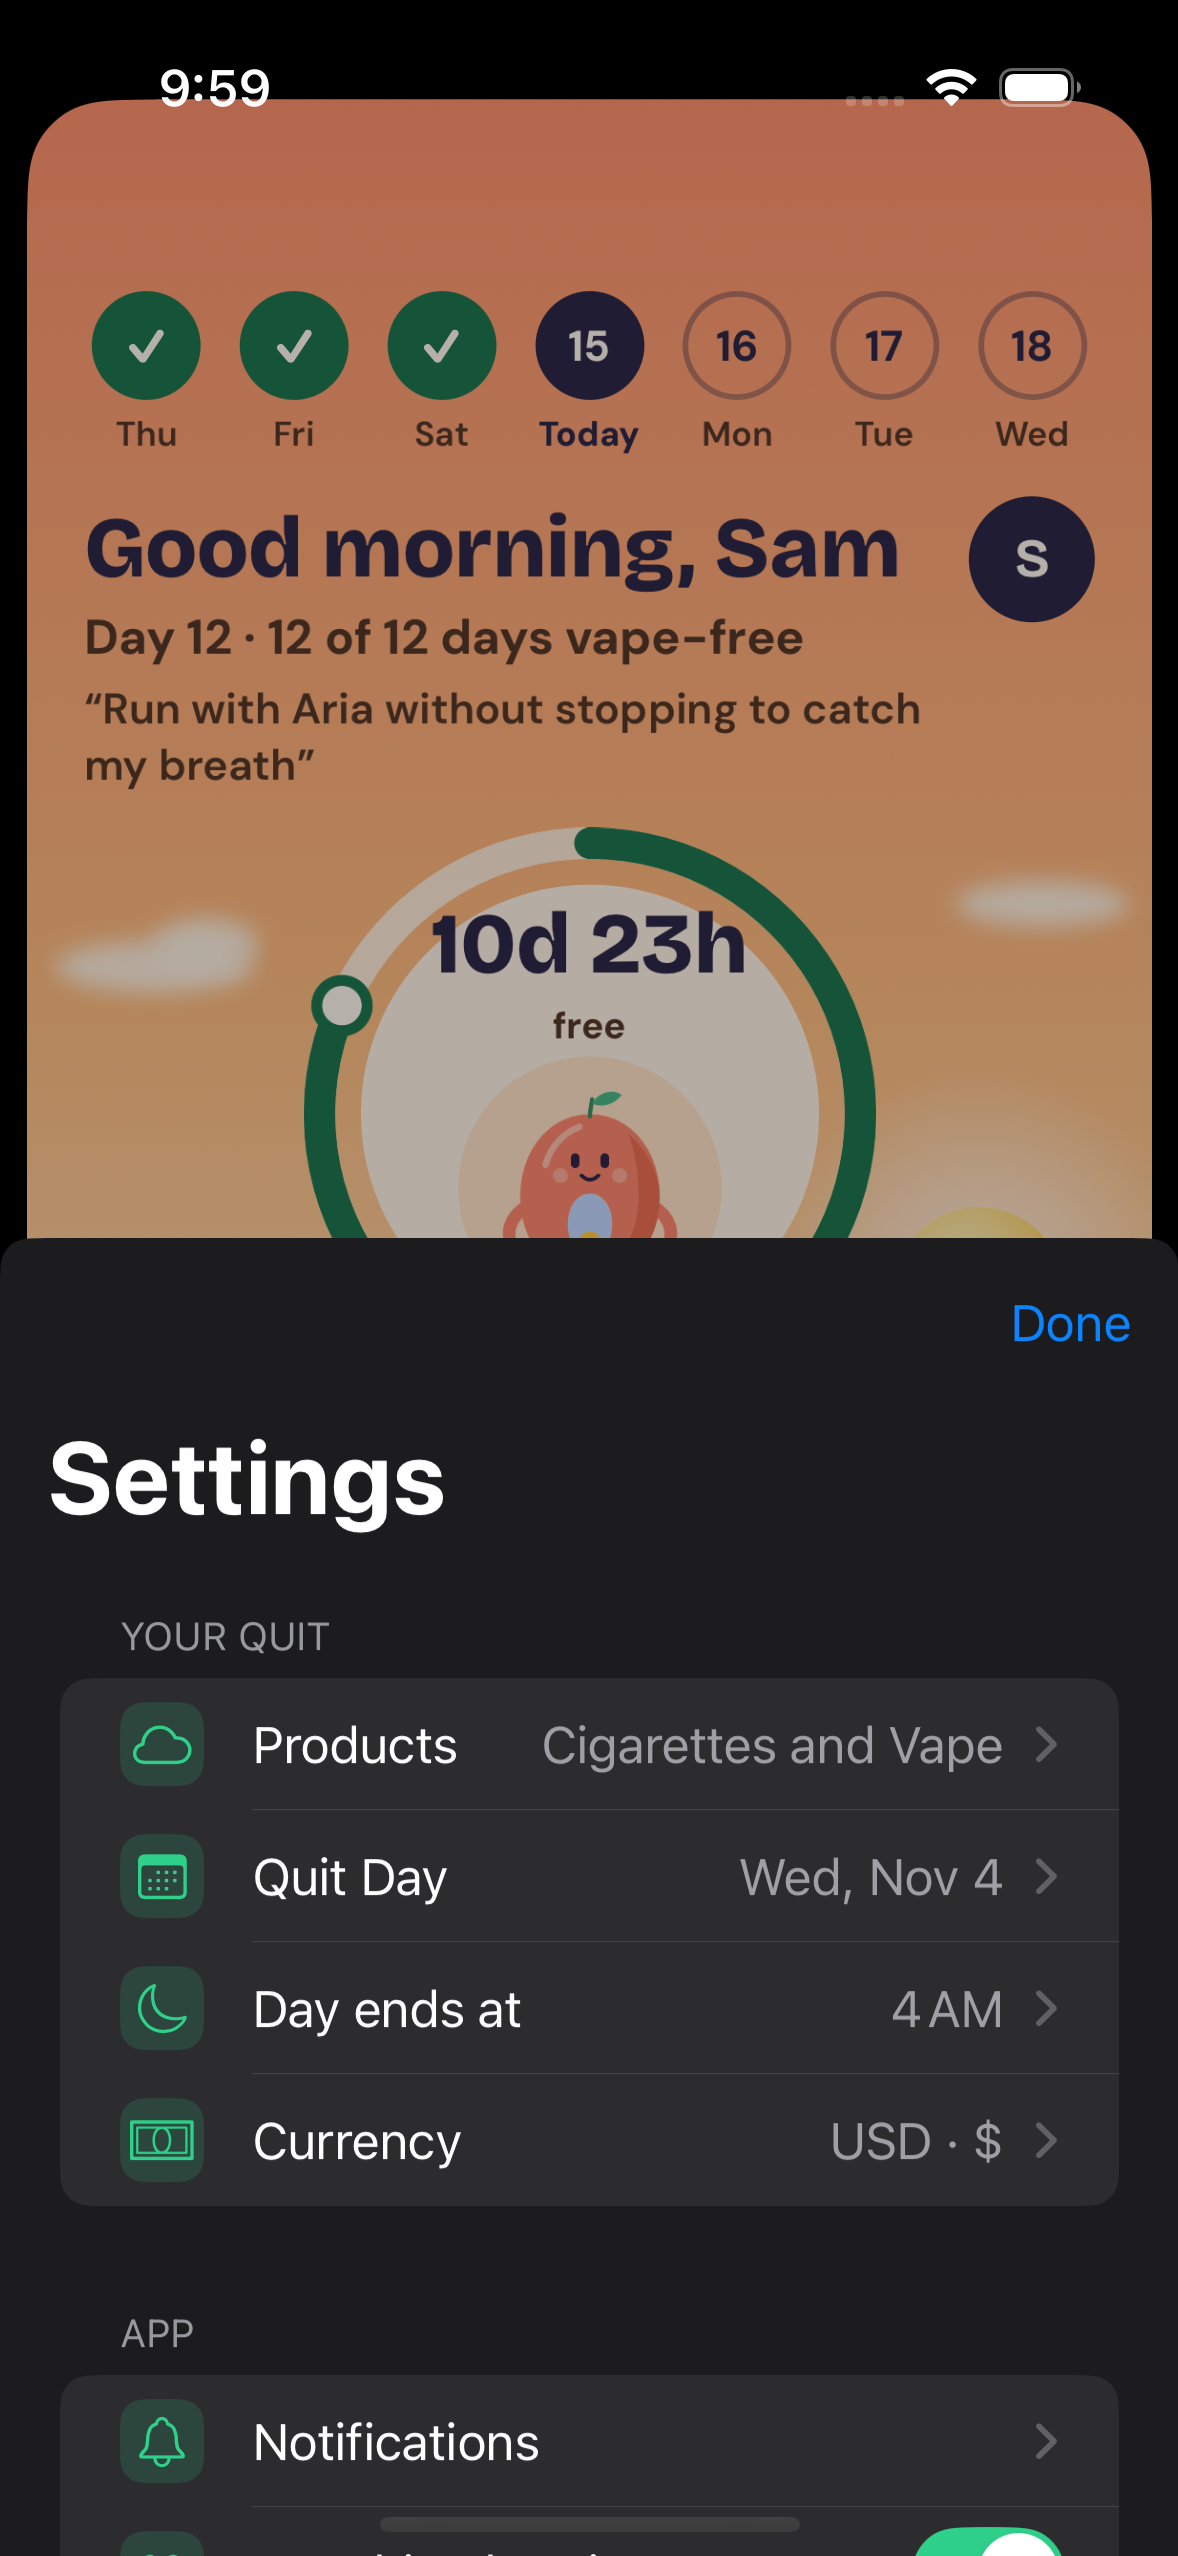 9:59
15 16 17 18
Thu Fri Sat Today Mon Tue Wed
Good morning, Sam
S
Day 12 · 12 of 12 days vape-free
“Run with Aria without stopping to catch
my breath”
10d 23h
free
Done
Settings
YOUR QUIT
Products Cigarettes and Vape
Quit Day Wed, Nov 4
Day ends at 4 AM
Currency USD · $
APP
Notifications